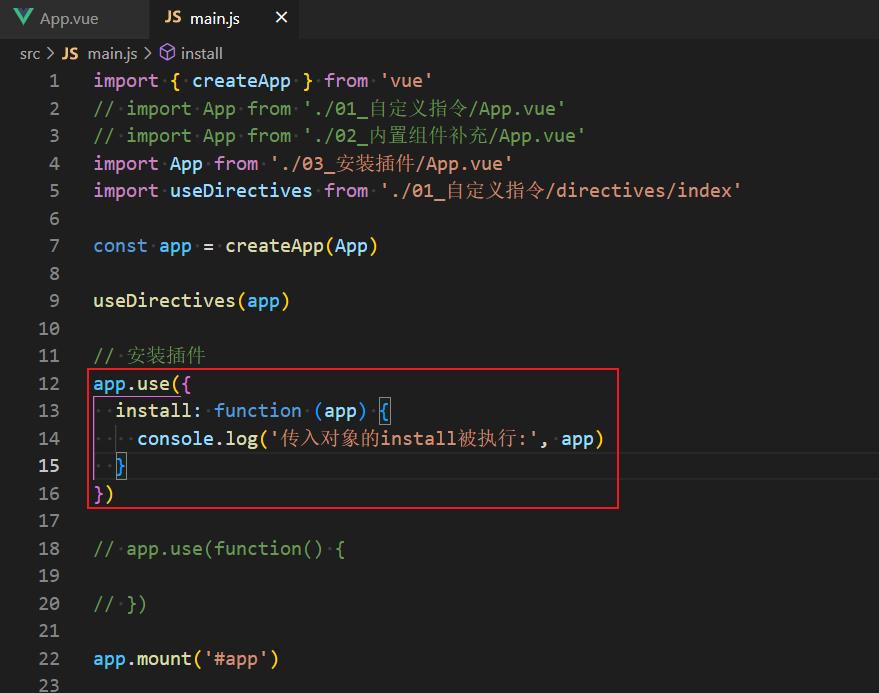 App.vue
JS main.js ×
src > JS main.js > install
1 import { createApp } from 'vue'
2 // import App from './01_自定义指令/App.vue'
3 // import App from './02_内置组件补充/App.vue'
4 import App from './03_安装插件/App.vue'
5 import useDirectives from './01_自定义指令/directives/index'
6
7 const app = createApp(App)
8
9 useDirectives(app)
10
11 // 安装插件
12 app.use({
13   install: function (app) {
14     console.log('传入对象的install被执行:', app)
15   }
16 })
17
18 // app.use(function() {
19
20 // })
21
22 app.mount('#app')
23